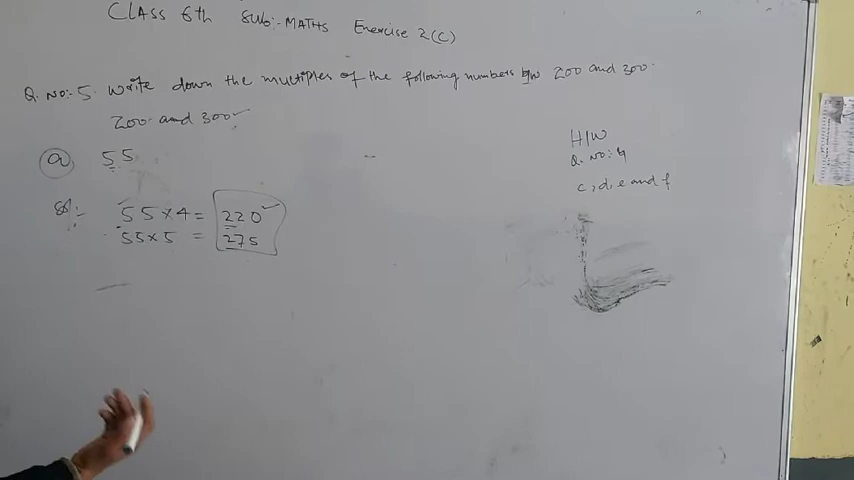 CLASS 6th SUB:- MATHS Exercise 2(C)
Q.No:- 5. Write down the multiples of the following numbers b/w 200 and 300.
200 and 300
(a) 55
Sol:- 55 × 4 = 220
55 × 5 = 275
H/W
Q. No: 4
c, d, e and f